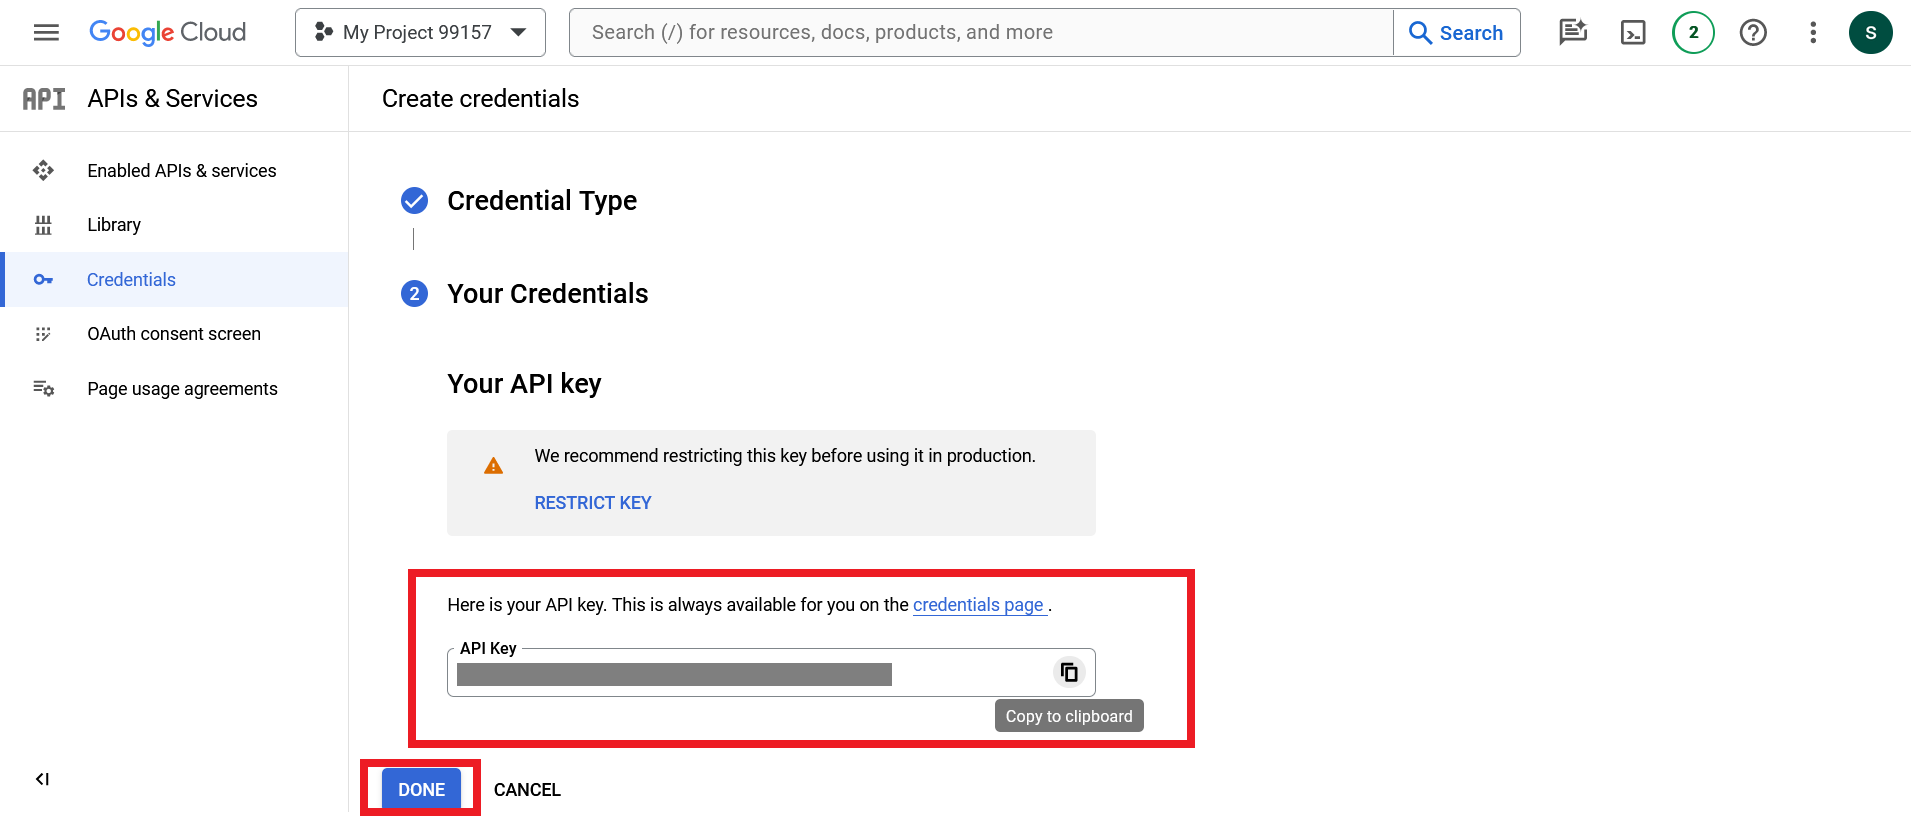 Google Cloud
My Project 99157
Search (/) for resources, docs, products, and more
Search
2
S
API
APIs & Services
Create credentials
Enabled APIs & services
Library
Credentials
OAuth consent screen
Page usage agreements
Credential Type
2
Your Credentials
Your API key
We recommend restricting this key before using it in production.
RESTRICT KEY
Here is your API key. This is always available for you on the credentials page .
API Key
Copy to clipboard
DONE
CANCEL